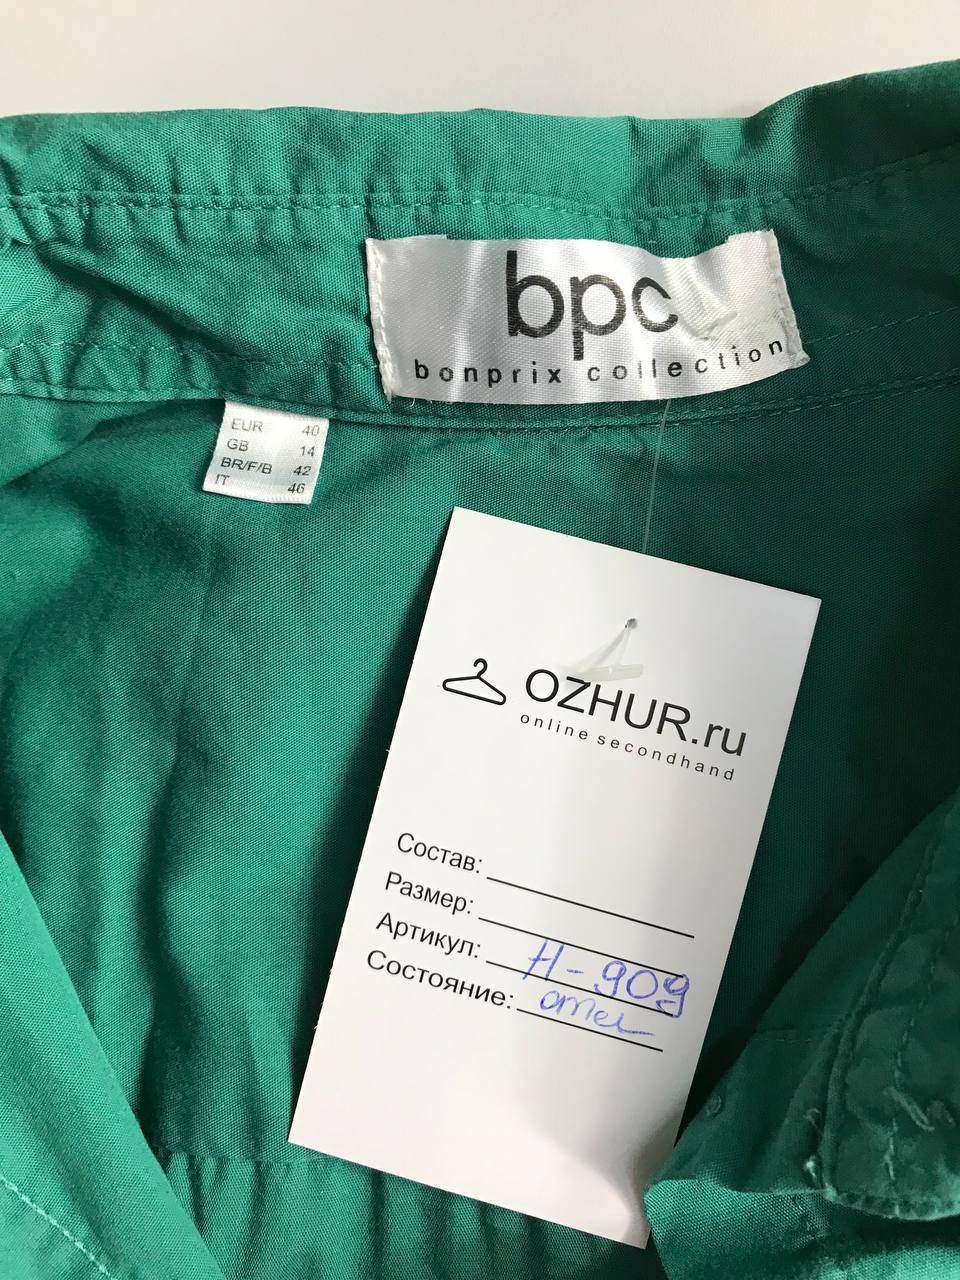 bpc
bonprix collection
EUR 40
GB 14
BR/F/B 42
IT 46
OZHUR.ru
online secondhand
Состав:
Размер:
Артикул: Н-909
Состояние: отл